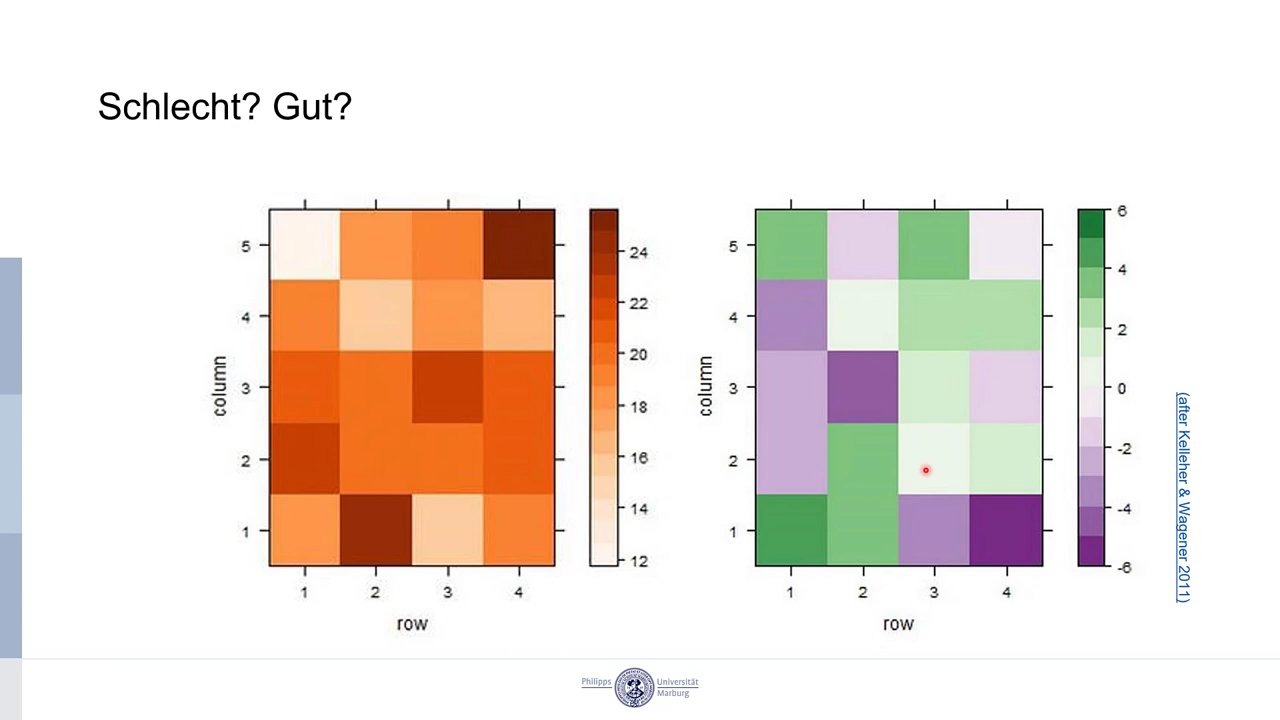 Schlecht? Gut?
5
4
3
2
1
column
1 2 3 4
row
24
22
20
18
16
14
12
5
4
3
2
1
column
1 2 3 4
row
6
4
2
0
-2
-4
-6
(after Kelleher & Wagener 2011)
Philipps Universität
Marburg